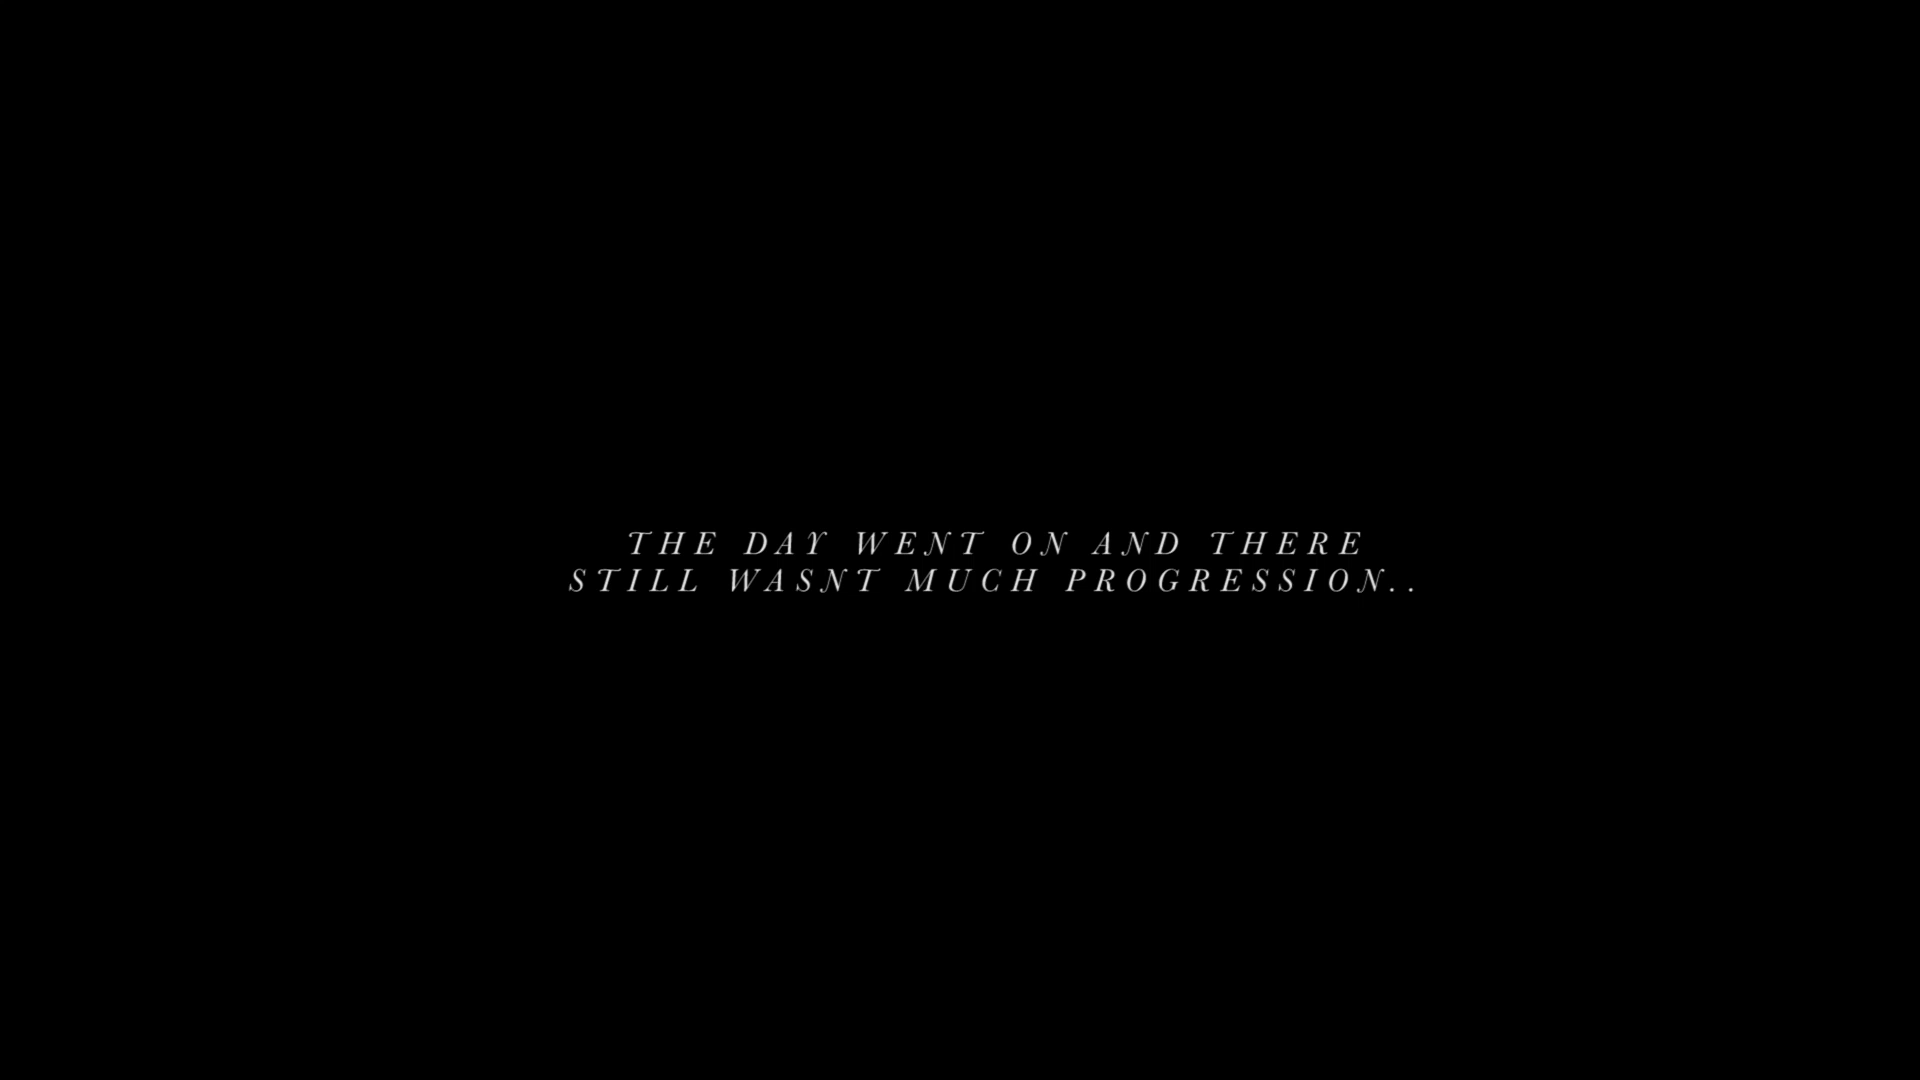 THE DAY WENT ON AND THERE
STILL WASNT MUCH PROGRESSION..